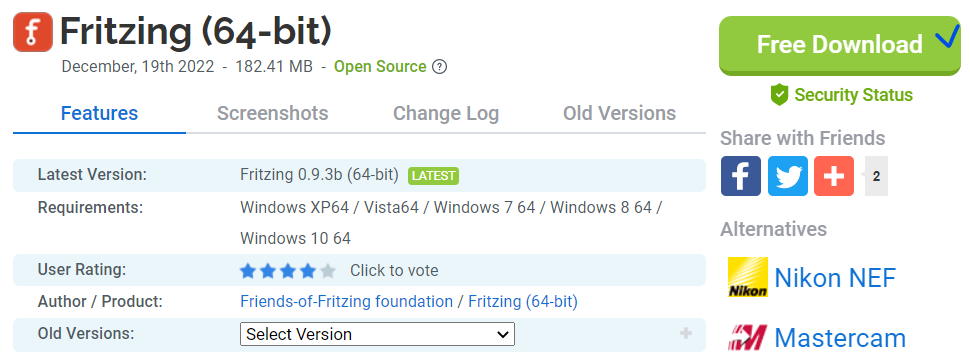 Fritzing (64-bit)
December, 19th 2022 - 182.41 MB - Open Source ?
Free Download
Security Status
Features Screenshots Change Log Old Versions
Share with Friends
Latest Version: Fritzing 0.9.3b (64-bit) LATEST
2
Requirements: Windows XP64 / Vista64 / Windows 7 64 / Windows 8 64 /
Windows 10 64
Alternatives
User Rating: Click to vote
Nikon
Nikon NEF
Author / Product: Friends-of-Fritzing foundation / Fritzing (64-bit)
Old Versions: Select Version
Mastercam